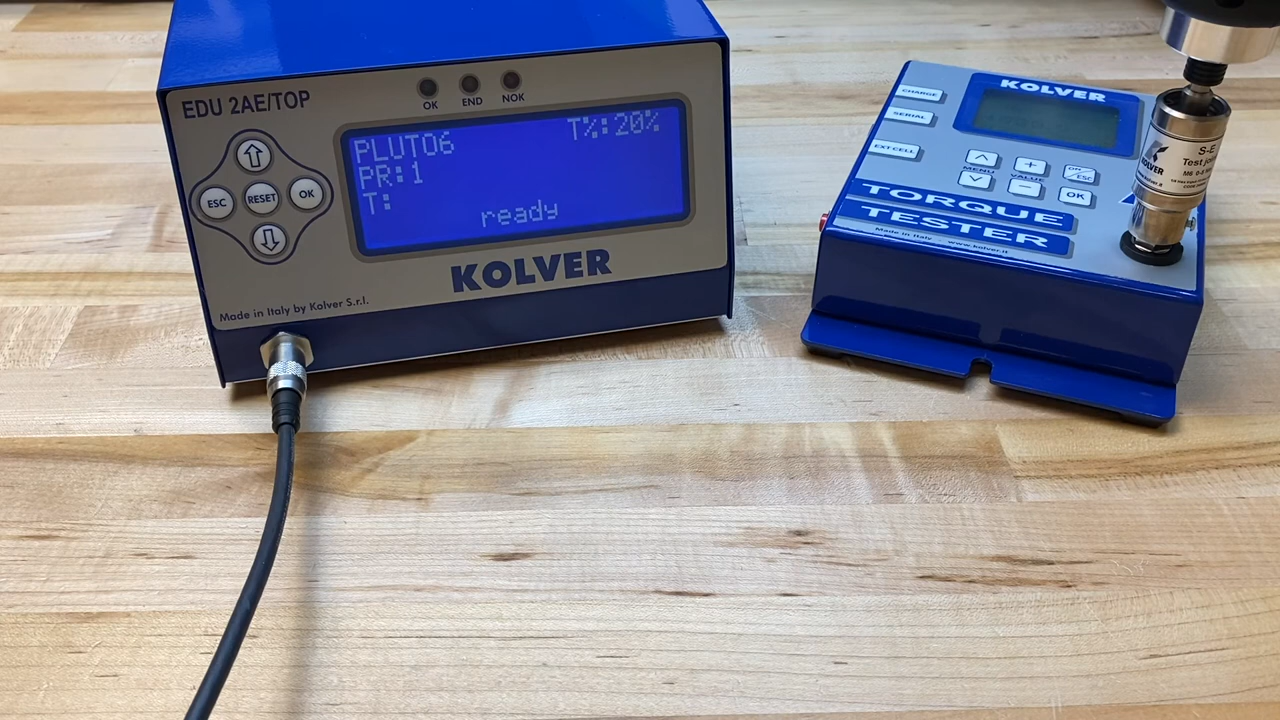 EDU 2AE/TOP
OK
END
NOK
PLUTO6
T%:20%
PR:1
T:
ready
ESC
RESET
OK
KOLVER
Made in Italy by Kolver S.r.l.
KOLVER
CHARGE
SERIAL
EXT.CELL
MENU
VALUE
ESC
OK
TORQUE
TESTER
Made in Italy www.kolver.it
S-E
KOLVER